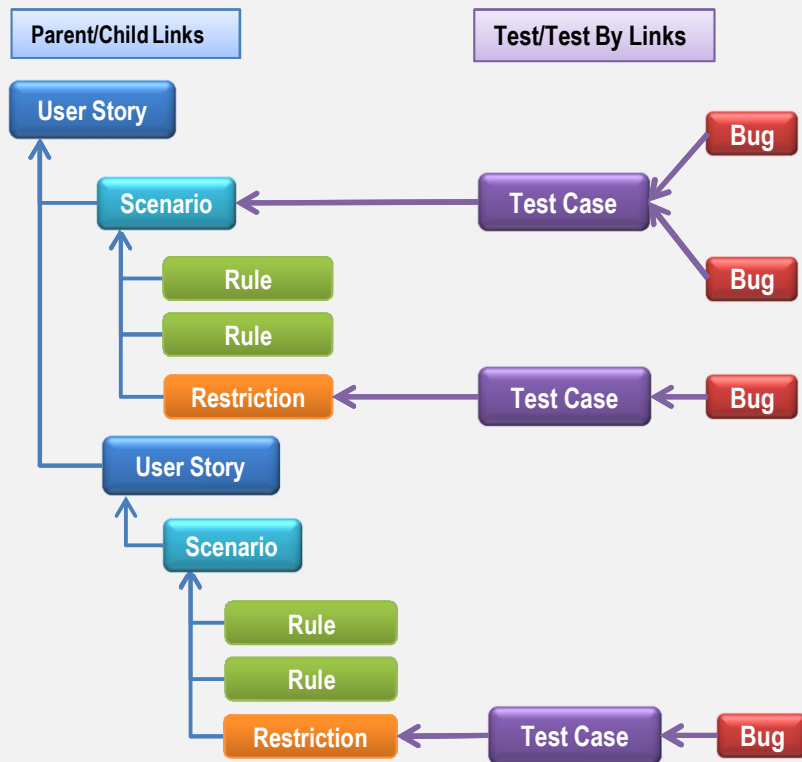 Parent/Child Links
Test/Test By Links
User Story
Bug
Scenario
Test Case
Rule
Bug
Rule
Restriction
Test Case
Bug
User Story
Scenario
Rule
Rule
Restriction
Test Case
Bug